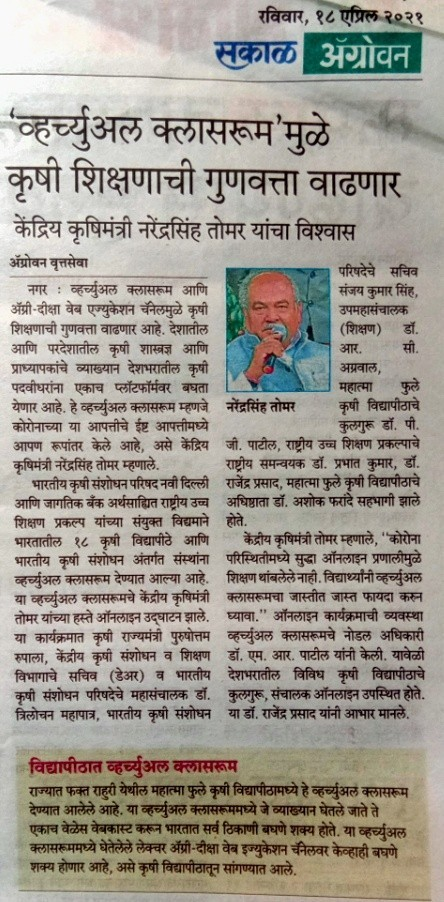 रविवार, १८ एप्रिल २०२१
सकाळ ॲग्रोवन
'व्हर्च्युअल क्लासरूम'मुळे
कृषी शिक्षणाची गुणवत्ता वाढणार
केंद्रिय कृषिमंत्री नरेंद्रसिंह तोमर यांचा विश्वास
ॲग्रोवन वृत्तसेवा
नगर : व्हर्च्युअल क्लासरूम आणि
ॲग्री-दीक्षा वेब एज्युकेशन चॅनेलमुळे कृषी
शिक्षणाची गुणवत्ता वाढणार आहे. देशातील
आणि परदेशातील कृषी शास्त्रज्ञ आणि
प्राध्यापकांचे व्याख्यान देशभरातील कृषी
पदवीधरांना एकाच प्लॉटफॉर्मवर बघता
येणार आहे. हे व्हर्च्युअल क्लासरूम म्हणजे
कोरोनाच्या या आपत्तीचे ईष्ट आपत्तीमध्ये
आपण रूपांतर केले आहे, असे केंद्रिय
कृषिमंत्री नरेंद्रसिंह तोमर म्हणाले.
भारतीय कृषी संशोधन परिषद नवी दिल्ली
आणि जागतिक बँक अर्थसाह्यित राष्ट्रीय उच्च
शिक्षण प्रकल्प यांच्या संयुक्त विद्यमाने
भारतातील १८ कृषी विद्यापीठे आणि
भारतीय कृषी संशोधन अंतर्गत संस्थांना
व्हर्च्युअल क्लासरूम देण्यात आल्या आहे.
या व्हर्च्युअल क्लासरूमचे केंद्रीय कृषिमंत्री
तोमर यांच्या हस्ते ऑनलाइन उद्‍घाटन झाले.
या कार्यक्रमात कृषी राज्यमंत्री पुरुषोत्तम
रुपाला, केंद्रीय कृषी संशोधन व शिक्षण
विभागाचे सचिव (डेअर) व भारतीय
कृषी संशोधन परिषदेचे महासंचालक डॉ.
त्रिलोचन महापात्र, भारतीय कृषी संशोधन
नरेंद्रसिंह तोमर
परिषदेचे सचिव
संजय कुमार सिंह,
उपमहासंचालक
(शिक्षण) डॉ.
आर. सी.
अग्रवाल,
महात्मा फुले
कृषी विद्यापीठाचे
कुलगुरू डॉ. पी.
जी. पाटील, राष्ट्रीय उच्च शिक्षण प्रकल्पाचे
राष्ट्रीय समन्वयक डॉ. प्रभात कुमार, डॉ.
राजेंद्र प्रसाद, महात्मा फुले कृषी विद्यापीठाचे
अधिष्ठाता डॉ. अशोक फरांदे सहभागी झाले
होते.
केंद्रीय कृषिमंत्री तोमर म्हणाले, "कोरोना
परिस्थितीमध्ये सुद्धा ऑनलाइन प्रणालीमुळे
शिक्षण थांबलेले नाही. विद्यार्थ्यांनी व्हर्च्युअल
क्लासरूमचा जास्तीत जास्त फायदा करुन
घ्यावा." ऑनलाइन कार्यक्रमाची व्यवस्था
व्हर्च्युअल क्लासरूमचे नोडल अधिकारी
डॉ. एम. आर. पाटील यांनी केली. यावेळी
देशभरातील विविध कृषी विद्यापीठाचे
कुलगुरू, संचालक ऑनलाइन उपस्थित होते.
या डॉ. राजेंद्र प्रसाद यांनी आभार मानले.
विद्यापीठात व्हर्च्युअल क्लासरूम
राज्यात फक्त राहुरी येथील महात्मा फुले कृषी विद्यापीठामध्ये हे व्हर्च्युअल क्लासरूम
देण्यात आलेले आहे. या व्हर्च्युअल क्लासरूममध्ये जे व्याख्यान घेतले जाते ते
एकाच वेळेस वेबकास्ट करून भारतात सर्व ठिकाणी बघणे शक्य होते. या व्हर्च्युअल
क्लासरूममध्ये घेतेलेले लेक्चर ॲग्री-दीक्षा वेब इज्युकेशन चॅनेलवर केव्हाही बघणे
शक्य होणार आहे, असे कृषी विद्यापीठातून सांगण्यात आले.